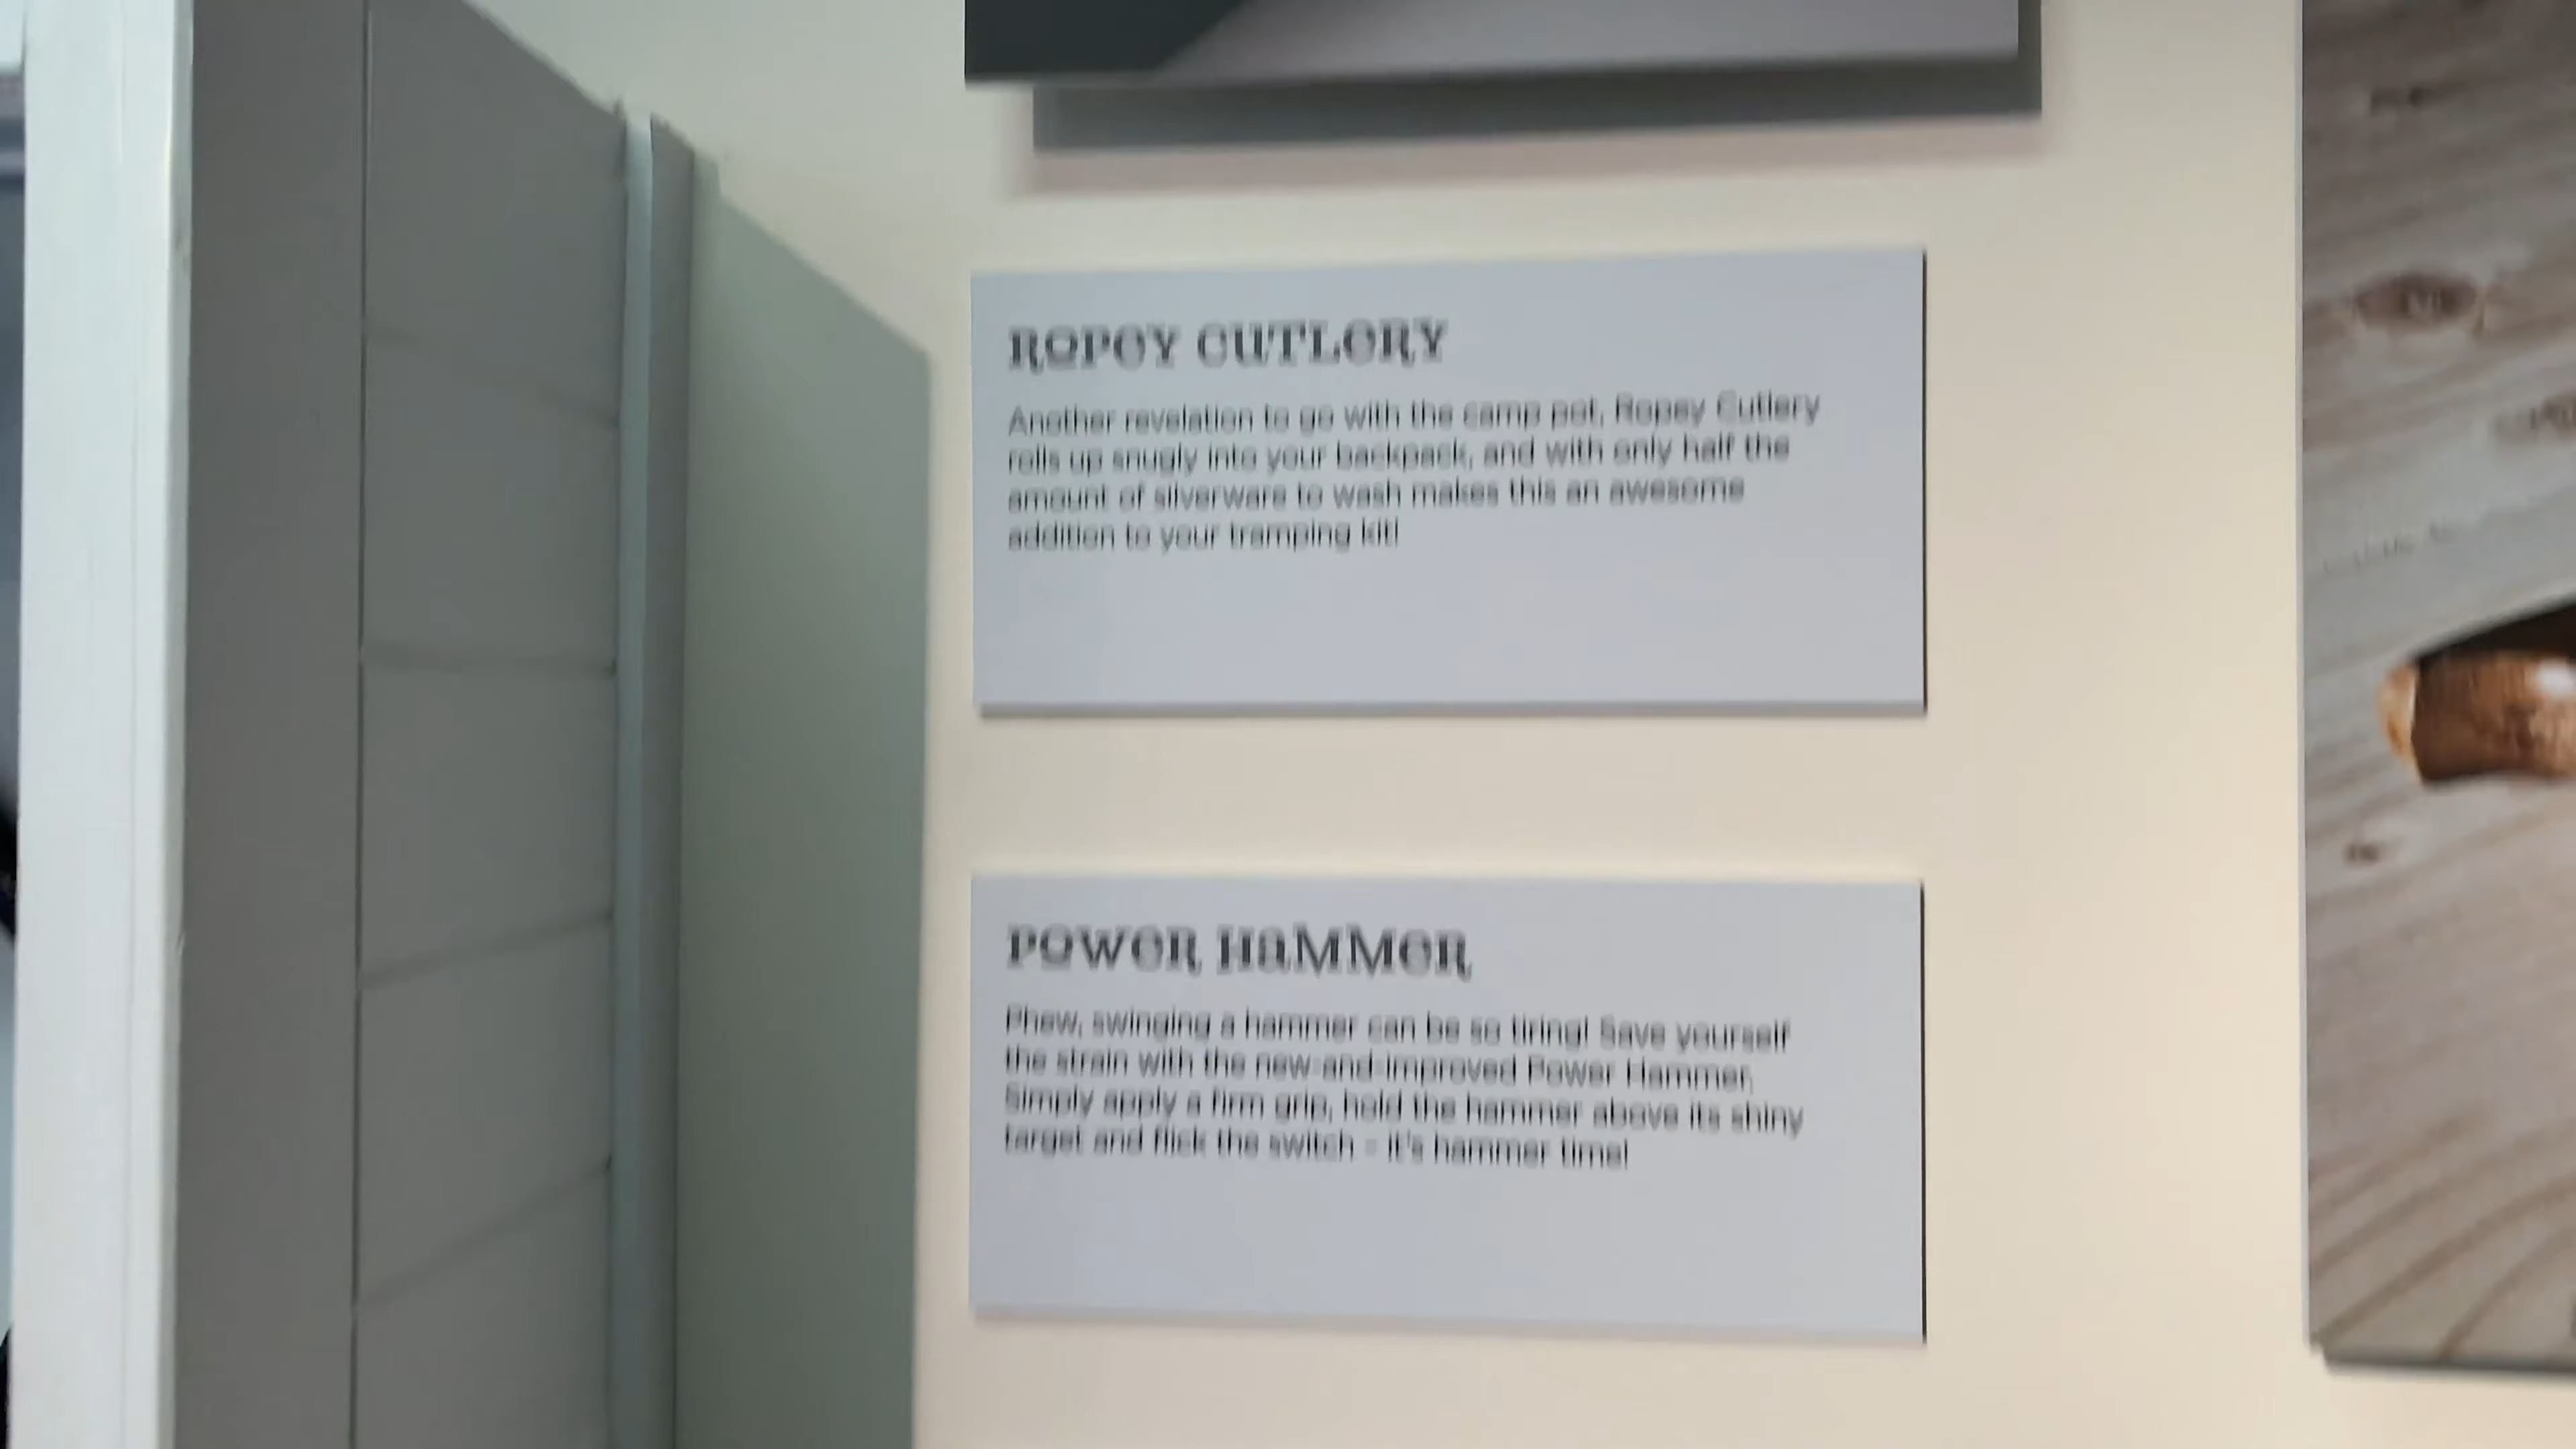 ROPEY CUTLERY
Another revelation to go with the camp pot, Ropey Cutlery
rolls up snugly into your backpack, and with only half the
amount of silverware to wash makes this an awesome
addition to your tramping kit!
POWER HAMMER
Phew, swinging a hammer can be so tiring! Save yourself
the strain with the new-and-improved Power Hammer.
Simply apply a firm grip, hold the hammer above its shiny
target and flick the switch - it's hammer time!